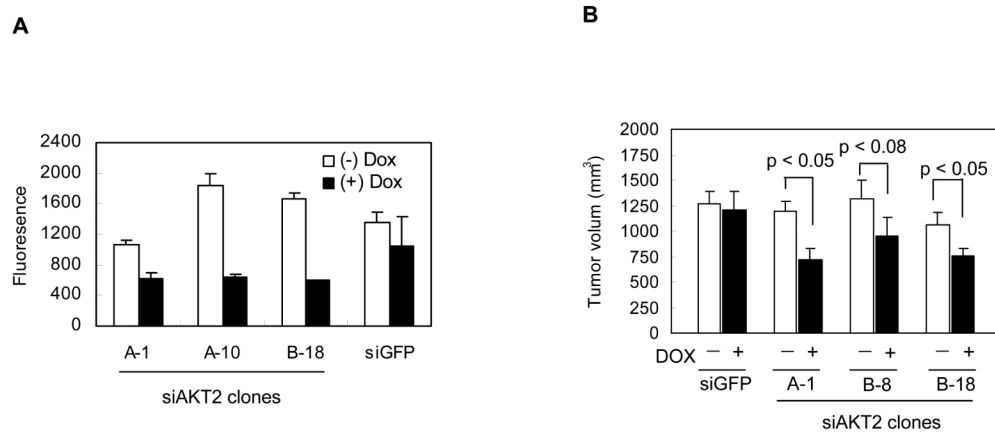 A
Fluoresence
2400
2000
1600
1200
800
400
0
(-) Dox
(+) Dox
A-1 A-10 B-18 siGFP
siAKT2 clones
B
Tumor volum (mm3)
2000
1750
1500
1250
1000
750
500
250
0
p < 0.05 p < 0.08 p < 0.05
DOX – + – + – + – +
siGFP A-1 B-8 B-18
siAKT2 clones